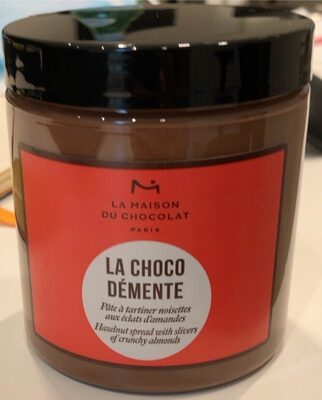 LA MAISON
DU CHOCOLAT
PARIS
LA CHOCO
DÉMENTE
Pâte à tartiner noisettes
aux éclats d'amandes
Hazelnut spread with slivers
of crunchy almonds